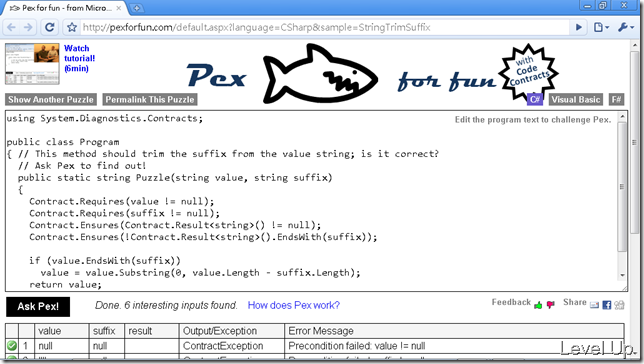 Pex for fun - from Micro...
http://pexforfun.com/default.aspx?language=CSharp&sample=StringTrimSuffix
Watch
tutorial!
(6min)
Pex for fun
with
Code
Contracts
Show Another Puzzle Permalink This Puzzle C# Visual Basic F#
Edit the program text to challenge Pex.
using System.Diagnostics.Contracts;
public class Program
{ // This method should trim the suffix from the value string; is it correct?
// Ask Pex to find out!
public static string Puzzle(string value, string suffix)
{
Contract.Requires(value != null);
Contract.Requires(suffix != null);
Contract.Ensures(Contract.Result<string>() != null);
Contract.Ensures(!Contract.Result<string>().EndsWith(suffix));
if (value.EndsWith(suffix))
value = value.Substring(0, value.Length - suffix.Length);
return value;
Ask Pex! Done. 6 interesting inputs found. How does Pex work? Feedback Share
value suffix result Output/Exception Error Message
1 null null ContractException Precondition failed: value != null
Level Up